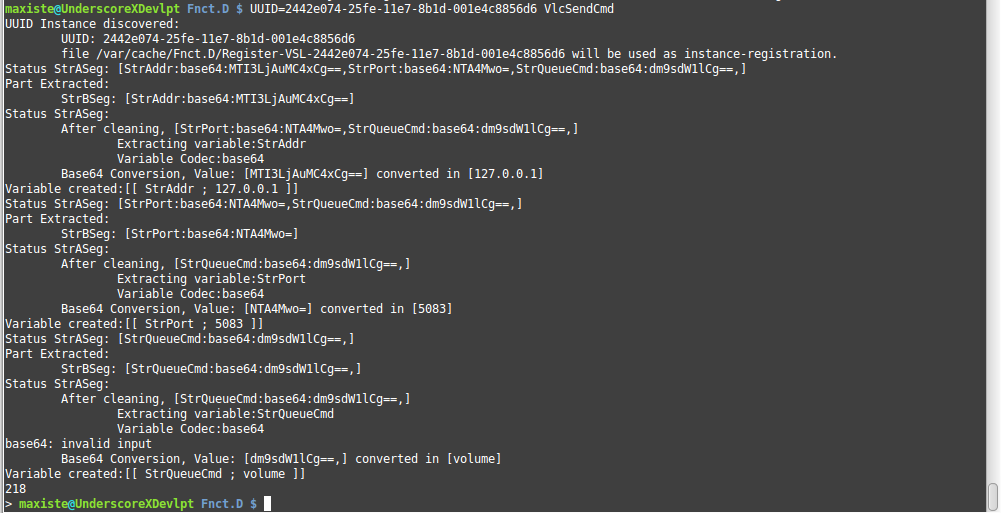 maxiste@UnderscoreXDevlpt Fnct.D $ UUID=2442e074-25fe-11e7-8b1d-001e4c8856d6 VlcSendCmd
UUID Instance discovered:
UUID: 2442e074-25fe-11e7-8b1d-001e4c8856d6
file /var/cache/Fnct.D/Register-VSL-2442e074-25fe-11e7-8b1d-001e4c8856d6 will be used as instance-registration.
Status StrASeg: [StrAddr:base64:MTI3LjAuMC4xCg==,StrPort:base64:NTA4Mwo=,StrQueueCmd:base64:dm9sdW1lCg==,]
Part Extracted:
StrBSeg: [StrAddr:base64:MTI3LjAuMC4xCg==]
Status StrASeg:
After cleaning, [StrPort:base64:NTA4Mwo=,StrQueueCmd:base64:dm9sdW1lCg==,]
Extracting variable:StrAddr
Variable Codec:base64
Base64 Conversion, Value: [MTI3LjAuMC4xCg==] converted in [127.0.0.1]
Variable created:[[ StrAddr ; 127.0.0.1 ]]
Status StrASeg: [StrPort:base64:NTA4Mwo=,StrQueueCmd:base64:dm9sdW1lCg==,]
Part Extracted:
StrBSeg: [StrPort:base64:NTA4Mwo=]
Status StrASeg:
After cleaning, [StrQueueCmd:base64:dm9sdW1lCg==,]
Extracting variable:StrPort
Variable Codec:base64
Base64 Conversion, Value: [NTA4Mwo=] converted in [5083]
Variable created:[[ StrPort ; 5083 ]]
Status StrASeg: [StrQueueCmd:base64:dm9sdW1lCg==,]
Part Extracted:
StrBSeg: [StrQueueCmd:base64:dm9sdW1lCg==,]
Status StrASeg:
After cleaning, [StrQueueCmd:base64:dm9sdW1lCg==,]
Extracting variable:StrQueueCmd
Variable Codec:base64
base64: invalid input
Base64 Conversion, Value: [dm9sdW1lCg==,] converted in [volume]
Variable created:[[ StrQueueCmd ; volume ]]
218
> maxiste@UnderscoreXDevlpt Fnct.D $